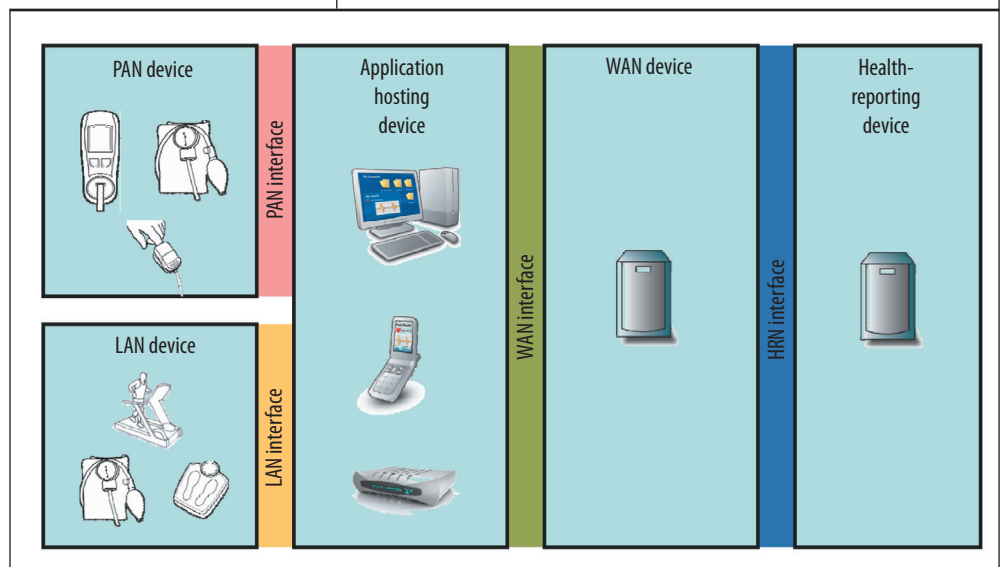 PAN device
PAN interface
LAN device
LAN interface
Application
hosting
device
WAN interface
WAN device
HRN interface
Health-
reporting
device